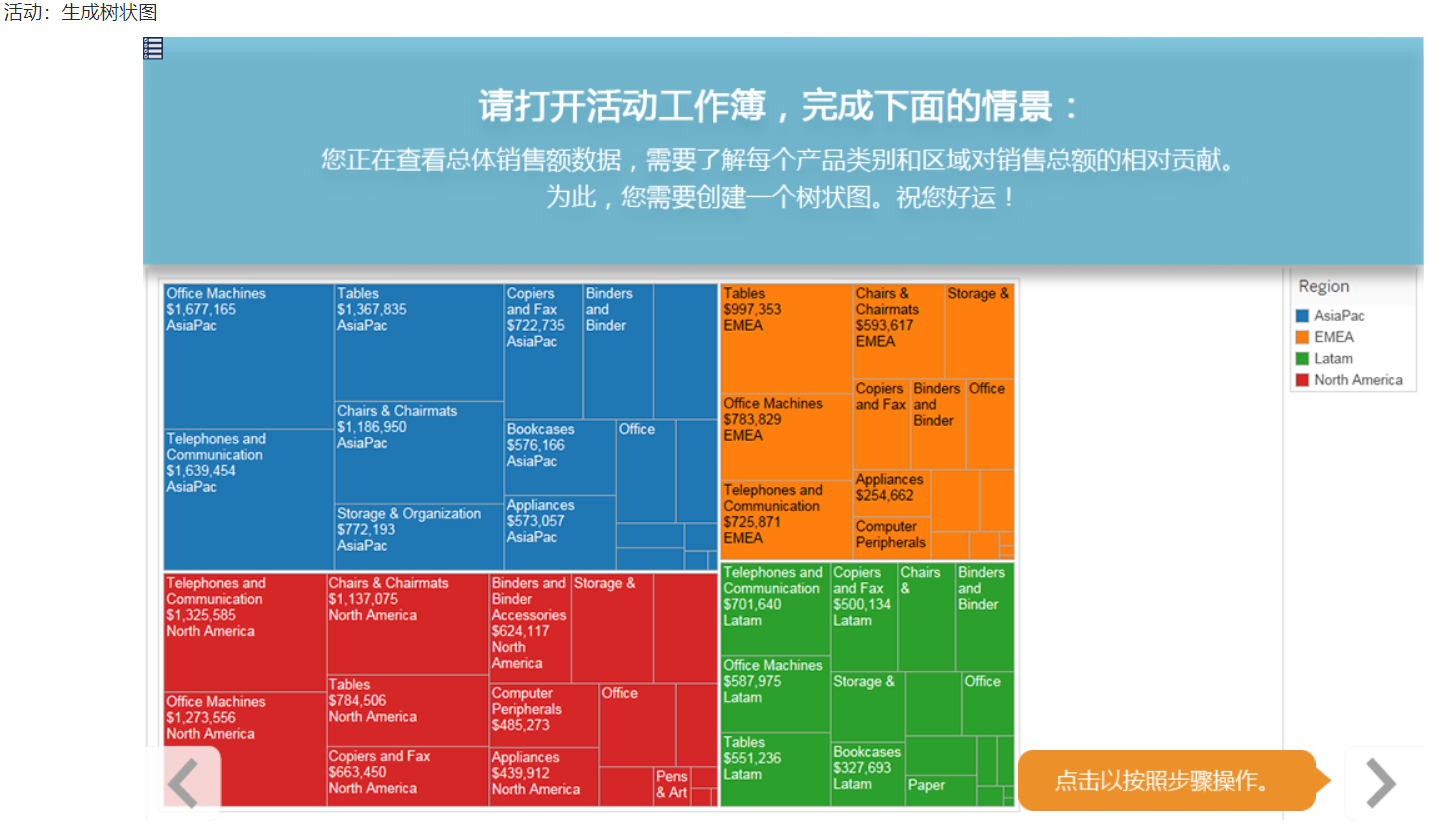 活动：生成树状图
请打开活动工作簿，完成下面的情景：
您正在查看总体销售额数据，需要了解每个产品类别和区域对销售总额的相对贡献。
为此，您需要创建一个树状图。祝您好运！
Office Machines
$1,677,165
AsiaPac
Telephones and
Communication
$1,639,454
AsiaPac
Tables
$1,367,835
AsiaPac
Chairs & Chairmats
$1,186,950
AsiaPac
Storage & Organization
$772,193
AsiaPac
Copiers
and Fax
$722,735
AsiaPac
Binders
and
Binder
Bookcases
$576,166
AsiaPac
Office
Appliances
$573,057
AsiaPac
Tables
$997,353
EMEA
Office Machines
$783,829
EMEA
Telephones and
Communication
$725,871
EMEA
Chairs &
Chairmats
$593,617
EMEA
Storage &
Copiers
and Fax
Binders
and
Binder
Office
Appliances
$254,662
Computer
Peripherals
Telephones and
Communication
$1,325,585
North America
Office Machines
$1,273,556
North America
Chairs & Chairmats
$1,137,075
North America
Tables
$784,506
North America
Copiers and Fax
$663,450
North America
Binders and
Binder
Accessories
$624,117
North
America
Storage &
Computer
Peripherals
$485,273
Office
Appliances
$439,912
North America
Pens
& Art
Telephones and
Communication
$701,640
Latam
Office Machines
$587,975
Latam
Tables
$551,236
Latam
Copiers
and Fax
$500,134
Latam
Chairs
&
Binders
and
Binder
Storage &
Office
Bookcases
$327,693
Latam
Paper
Region
AsiaPac
EMEA
Latam
North America
点击以按照步骤操作。